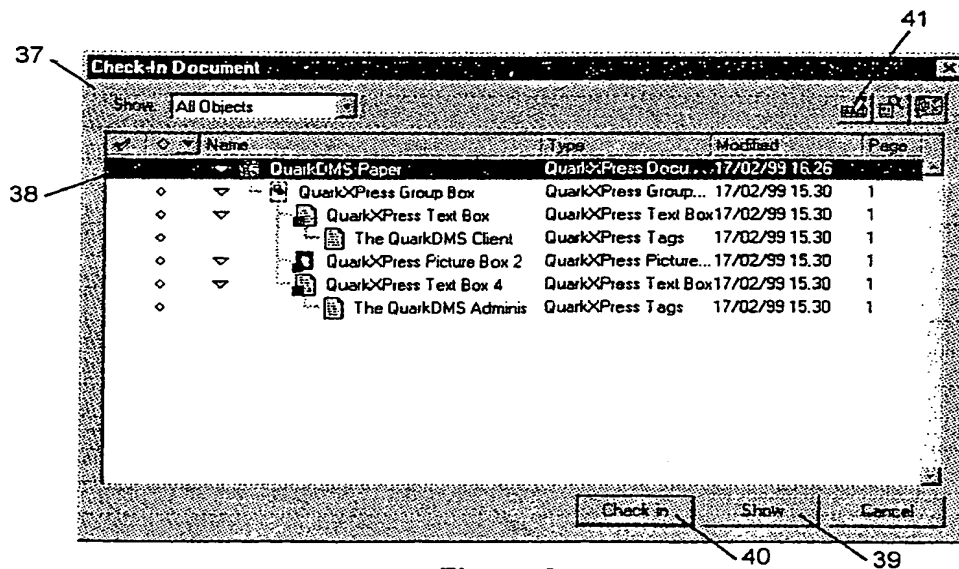 41
37
Check-In Document
Show: All Objects
Name Type Modified Page
38
QuarkDMS Paper QuarkXPress Docu... 17/02/99 16.26
QuarkXPress Group Box QuarkXPress Group... 17/02/99 15.30 1
QuarkXPress Text Box QuarkXPress Text Box 17/02/99 15.30 1
The QuarkDMS Client QuarkXPress Tags 17/02/99 15.30 1
QuarkXPress Picture Box 2 QuarkXPress Picture... 17/02/99 15.30 1
QuarkXPress Text Box 4 QuarkXPress Text Box 17/02/99 15.30 1
The QuarkDMS Adminis QuarkXPress Tags 17/02/99 15.30 1
Check in Show Cancel
40 39